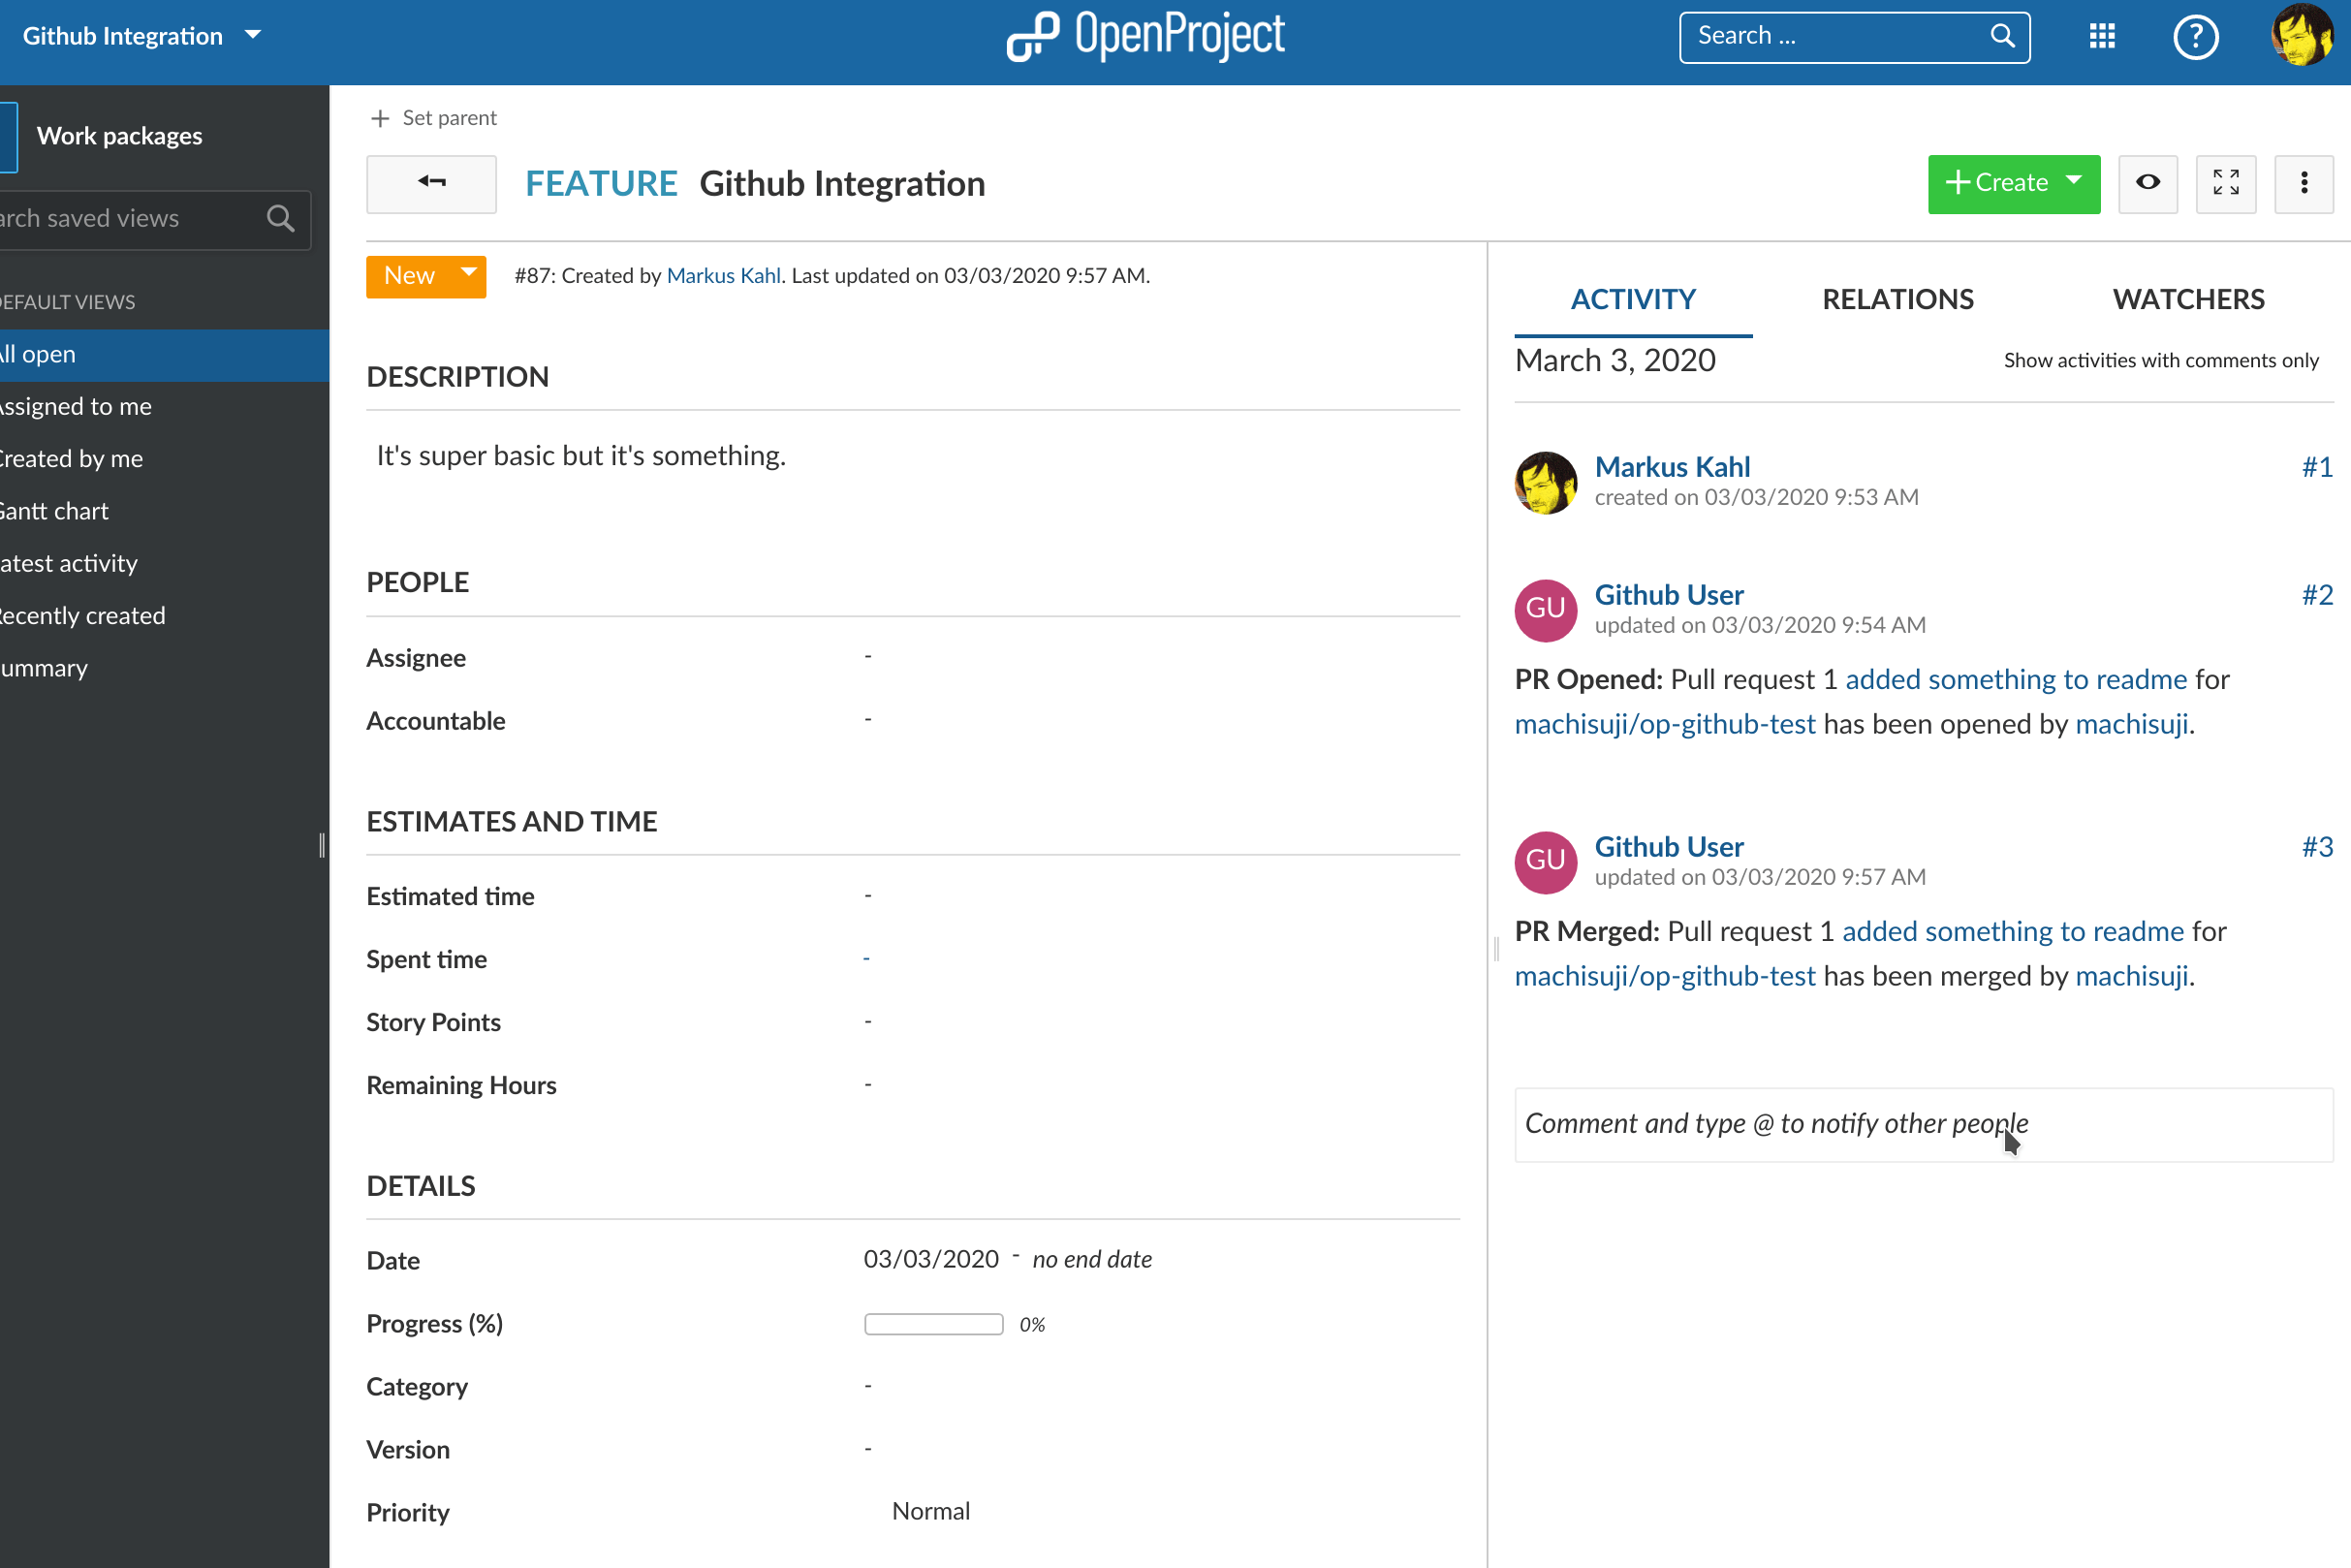 Github Integration
OpenProject
Search ...
?
Work packages
arch saved views
EFAULT VIEWS
All open
Assigned to me
Created by me
Gantt chart
atest activity
Recently created
ummary
+ Set parent
FEATURE Github Integration
+ Create
New
#87: Created by Markus Kahl. Last updated on 03/03/2020 9:57 AM.
DESCRIPTION
It's super basic but it's something.
PEOPLE
Assignee -
Accountable -
ESTIMATES AND TIME
Estimated time -
Spent time -
Story Points -
Remaining Hours -
DETAILS
Date 03/03/2020 - no end date
Progress (%) 0%
Category -
Version -
Priority Normal
ACTIVITY RELATIONS WATCHERS
March 3, 2020 Show activities with comments only
Markus Kahl #1
created on 03/03/2020 9:53 AM
GU
Github User #2
updated on 03/03/2020 9:54 AM
PR Opened: Pull request 1 added something to readme for
machisuji/op-github-test has been opened by machisuji.
GU
Github User #3
updated on 03/03/2020 9:57 AM
PR Merged: Pull request 1 added something to readme for
machisuji/op-github-test has been merged by machisuji.
Comment and type @ to notify other people